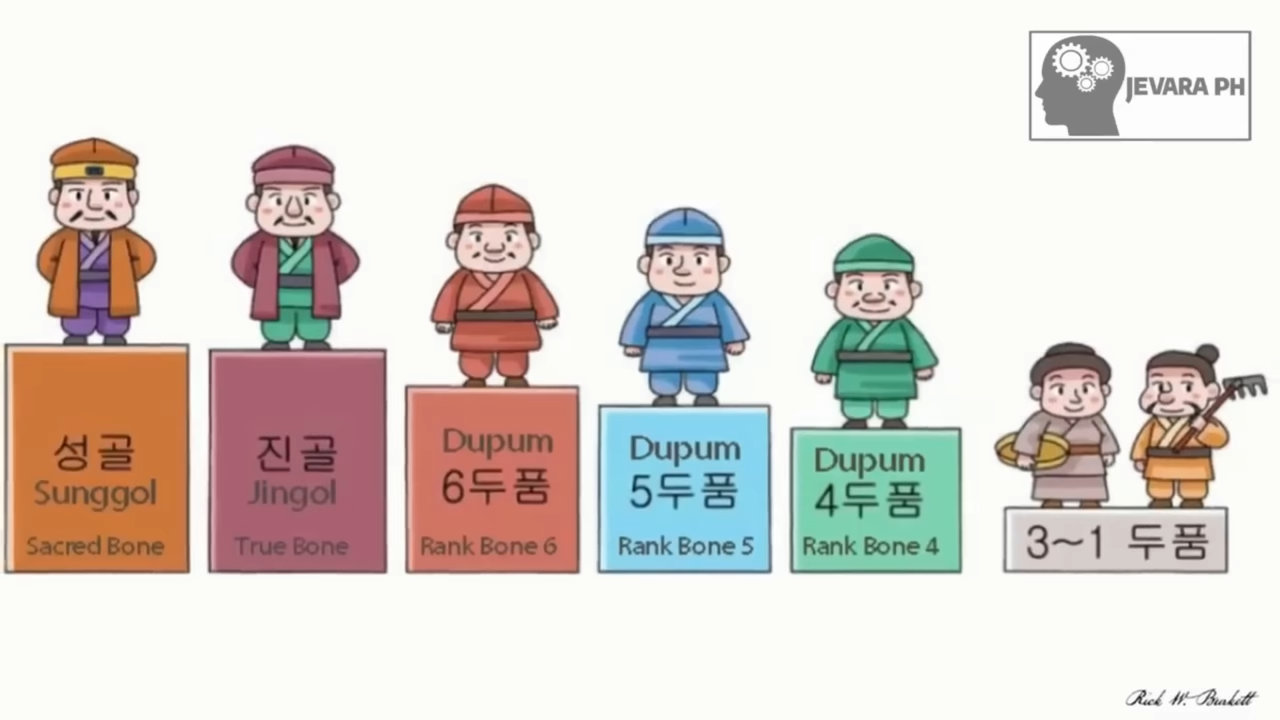 JEVARA PH
성골
Sunggol
Sacred Bone
진골
Jingol
True Bone
Dupum
6두품
Rank Bone 6
Dupum
5두품
Rank Bone 5
Dupum
4두품
Rank Bone 4
3~1 두품
Rick W. Burkett